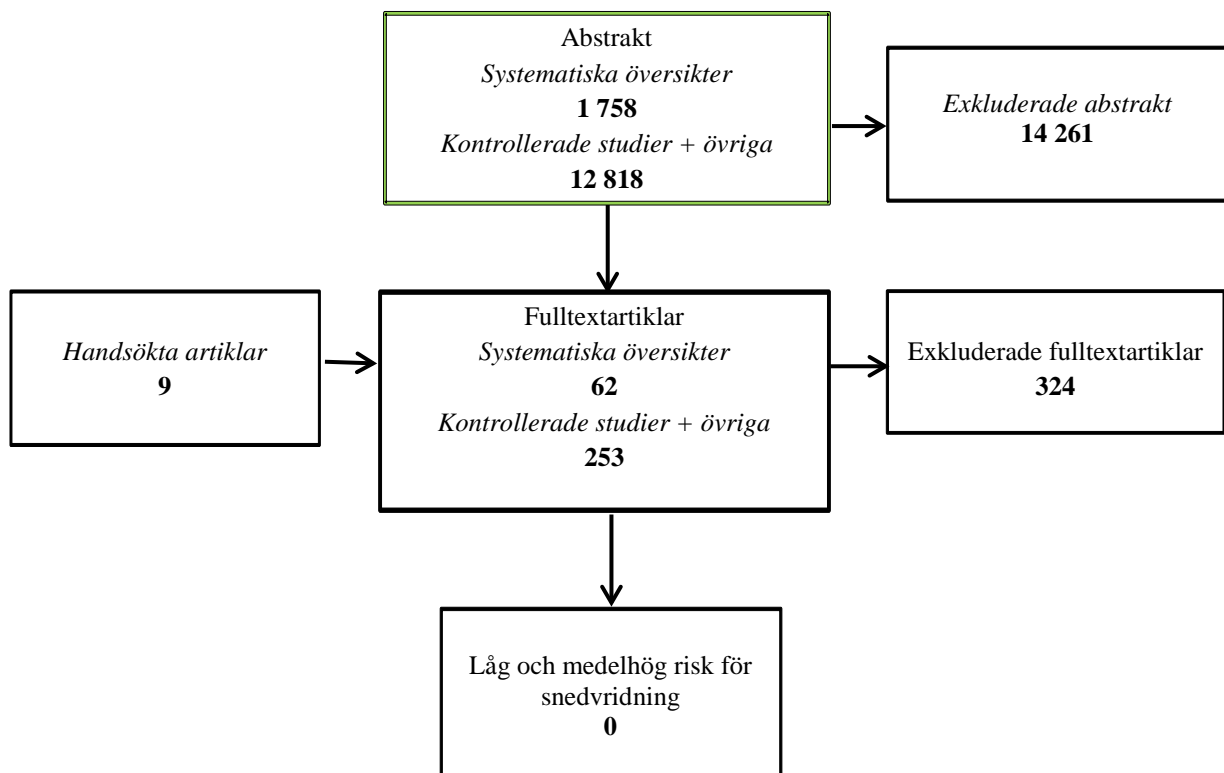 Abstrakt
Systematiska översikter
1 758
Kontrollerade studier + övriga
12 818
Exkluderade abstrakt
14 261
Handsökta artiklar
9
Fulltextartiklar
Systematiska översikter
62
Kontrollerade studier + övriga
253
Exkluderade fulltextartiklar
324
Låg och medelhög risk för
snedvridning
0